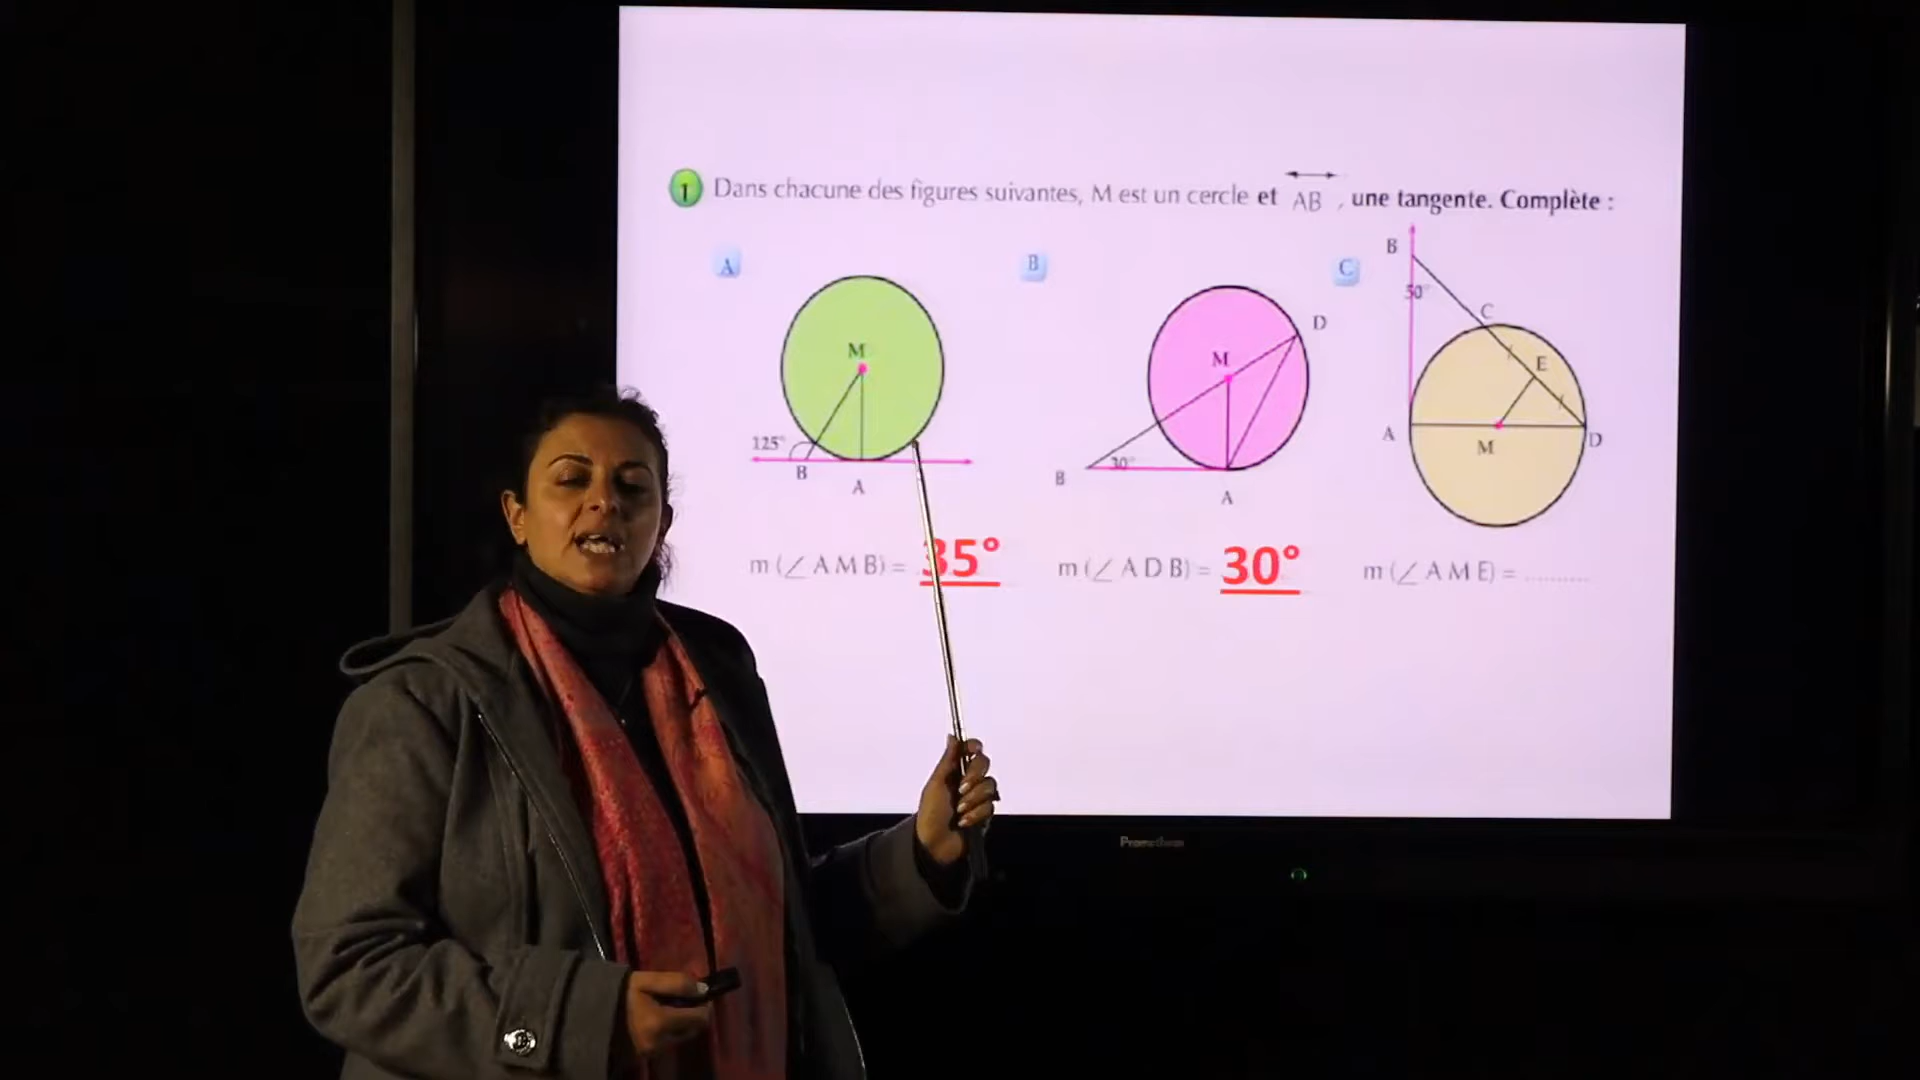 1 Dans chacune des figures suivantes, M est un cercle et AB , une tangente. Complète :
A
M
125°
B
A
m (∠ A M B) = 35°
B
D
M
30°
B
A
m (∠ A D B) = 30°
C
B
50°
C
E
A
M
D
m (∠ A M E) = ..........
Promethean